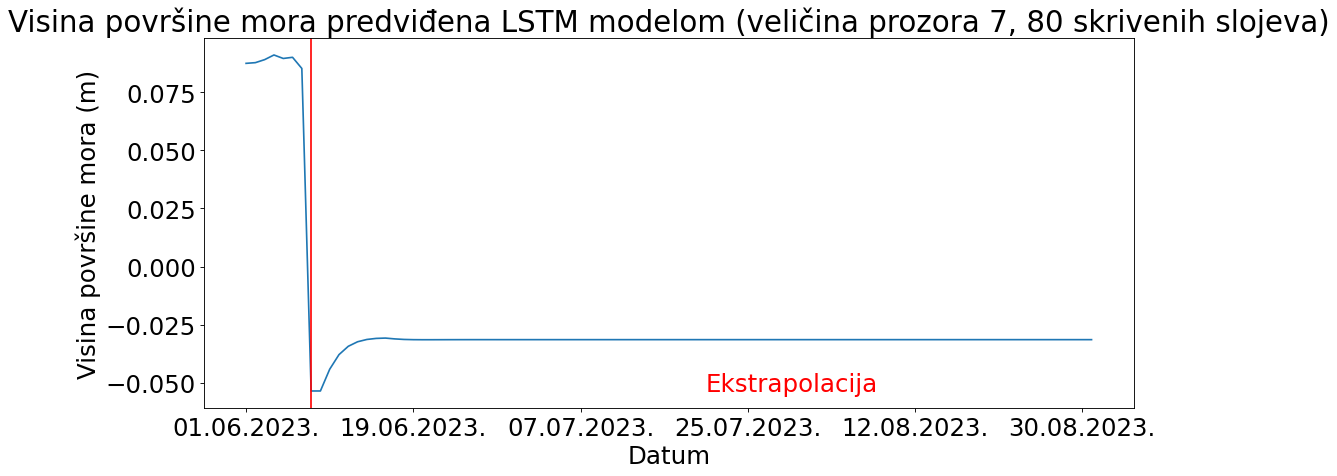 Visina površine mora predviđena LSTM modelom (veličina prozora 7, 80 skrivenih slojeva)
Visina površine mora (m)
0.075
0.050
0.025
0.000
−0.025
−0.050
Ekstrapolacija
01.06.2023. 19.06.2023. 07.07.2023. 25.07.2023. 12.08.2023. 30.08.2023.
Datum